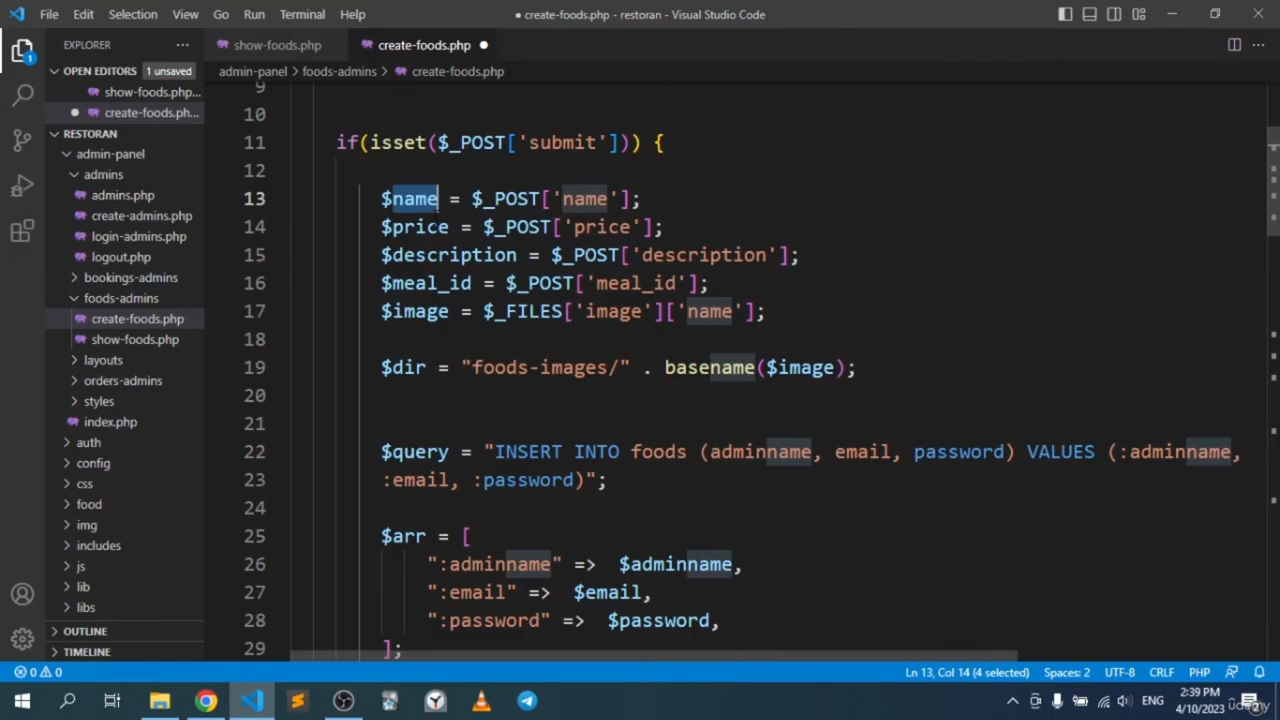 File Edit Selection View Go Run Terminal Help
● create-foods.php - restoran - Visual Studio Code
EXPLORER
show-foods.php
create-foods.php
OPEN EDITORS 1 unsaved
admin-panel > foods-admins > create-foods.php
show-foods.php...
create-foods.ph...
RESTORAN
admin-panel
admins
admins.php
create-admins.php
login-admins.php
logout.php
bookings-admins
foods-admins
create-foods.php
show-foods.php
layouts
orders-admins
styles
index.php
auth
config
css
food
img
includes
js
lib
libs
OUTLINE
TIMELINE
9
10
11 if(isset($_POST['submit'])) {
12
13 $name = $_POST['name'];
14 $price = $_POST['price'];
15 $description = $_POST['description'];
16 $meal_id = $_POST['meal_id'];
17 $image = $_FILES['image']['name'];
18
19 $dir = "foods-images/" . basename($image);
20
21
22 $query = "INSERT INTO foods (adminname, email, password) VALUES (:adminname,
23 :email, :password)";
24
25 $arr = [
26 ":adminname" => $adminname,
27 ":email" => $email,
28 ":password" => $password,
29 ];
0 0
Ln 13, Col 14 (4 selected) Spaces: 2 UTF-8 CRLF PHP
ENG
2:39 PM
4/10/2023
udemy